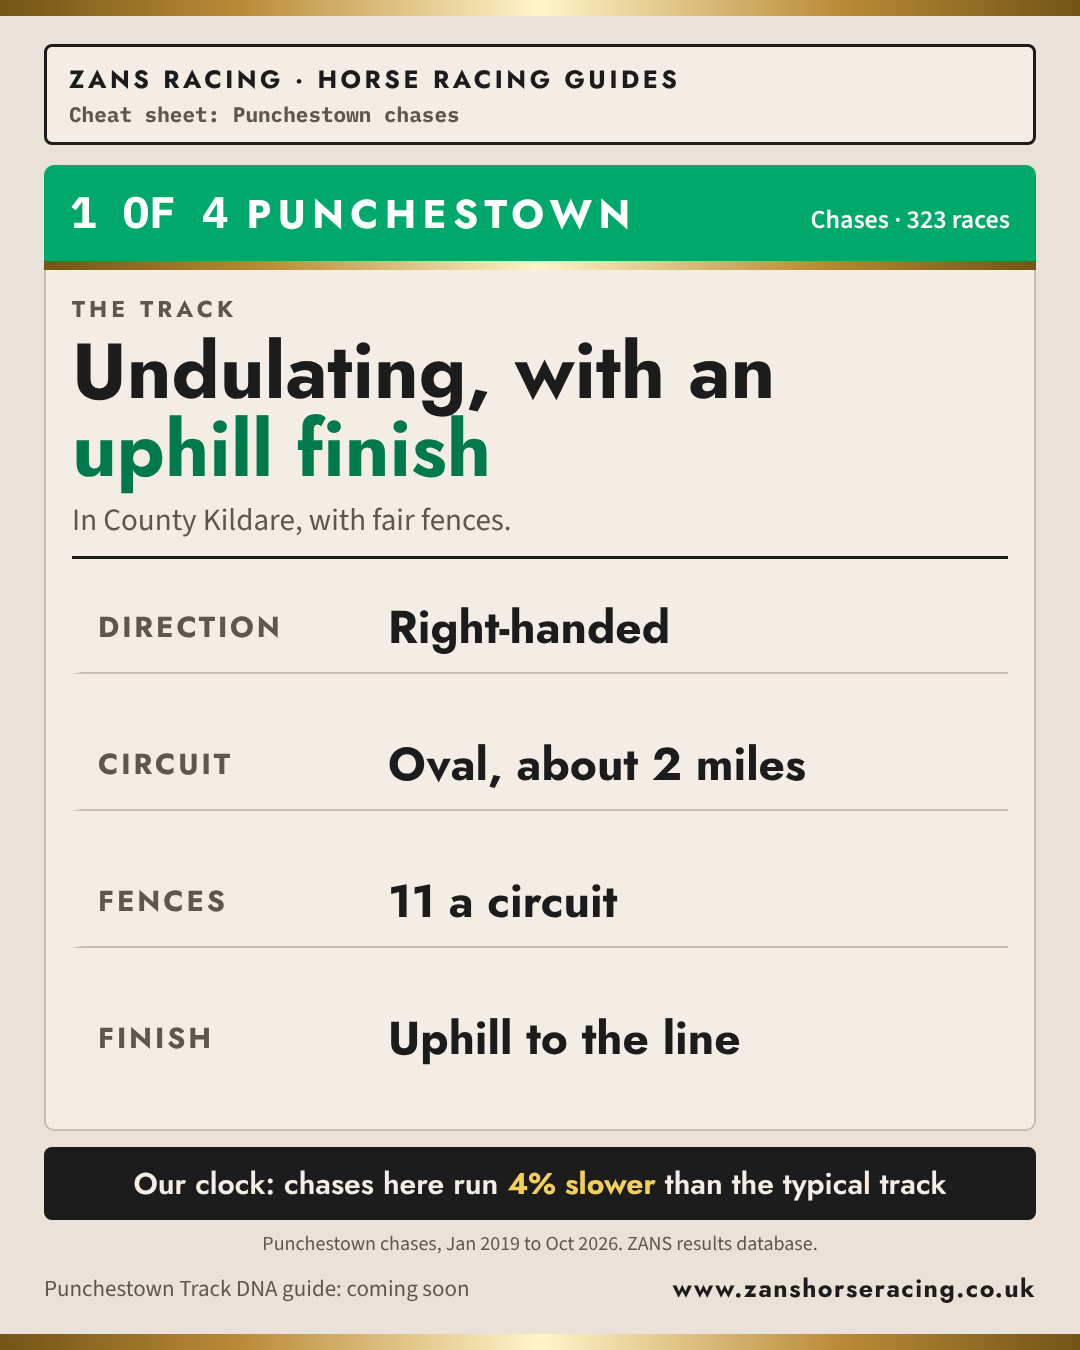 ZANS RACING · HORSE RACING GUIDES
Cheat sheet: Punchestown chases
1 OF 4 PUNCHESTOWN
Chases · 323 races
THE TRACK
Undulating, with an
uphill finish
In County Kildare, with fair fences.
DIRECTION
Right-handed
CIRCUIT
Oval, about 2 miles
FENCES
11 a circuit
FINISH
Uphill to the line
Our clock: chases here run 4% slower than the typical track
Punchestown chases, Jan 2019 to Oct 2026. ZANS results database.
Punchestown Track DNA guide: coming soon
www.zanshorseracing.co.uk